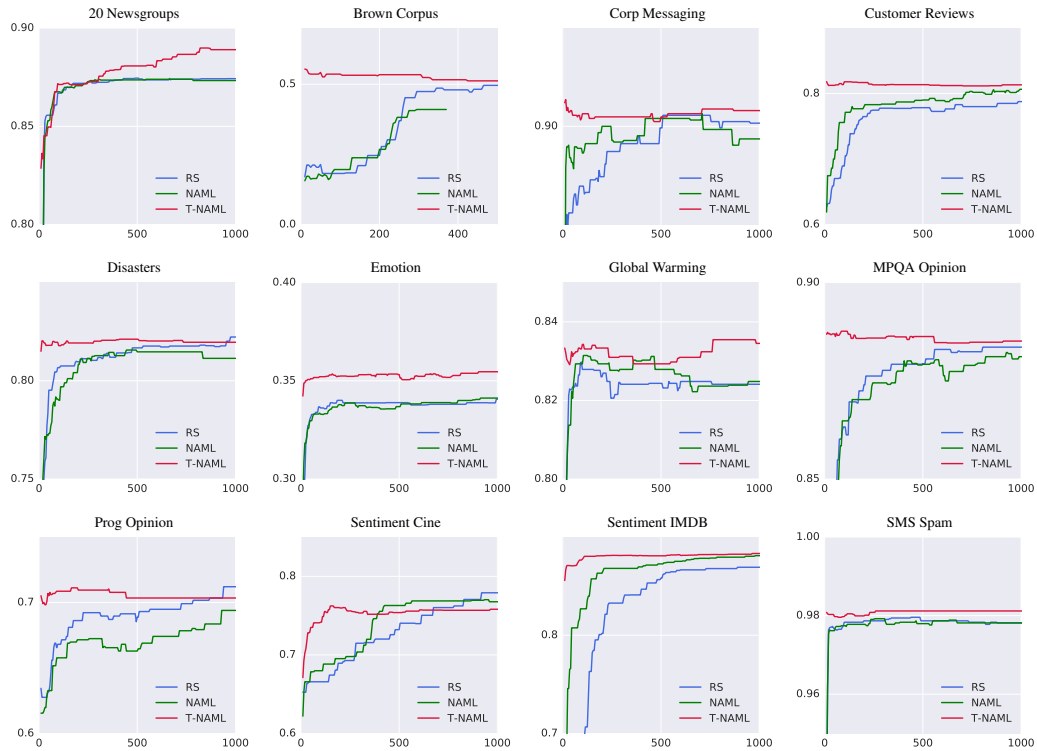 20 Newsgroups
0.90
0.85
0.80
0
500
1000
RS
NAML
T-NAML
Brown Corpus
0.5
0.0
0
200
400
RS
NAML
T-NAML
Corp Messaging
0.90
0
500
1000
RS
NAML
T-NAML
Customer Reviews
0.8
0.6
0
500
1000
RS
NAML
T-NAML
Disasters
0.80
0.75
0
500
1000
RS
NAML
T-NAML
Emotion
0.40
0.35
0.30
0
500
1000
RS
NAML
T-NAML
Global Warming
0.84
0.82
0.80
0
500
1000
RS
NAML
T-NAML
MPQA Opinion
0.90
0.85
0
500
1000
RS
NAML
T-NAML
Prog Opinion
0.7
0.6
0
500
1000
RS
NAML
T-NAML
Sentiment Cine
0.8
0.7
0.6
0
500
1000
RS
NAML
T-NAML
Sentiment IMDB
0.8
0.7
0
500
1000
RS
NAML
T-NAML
SMS Spam
1.00
0.98
0.96
0
500
1000
RS
NAML
T-NAML